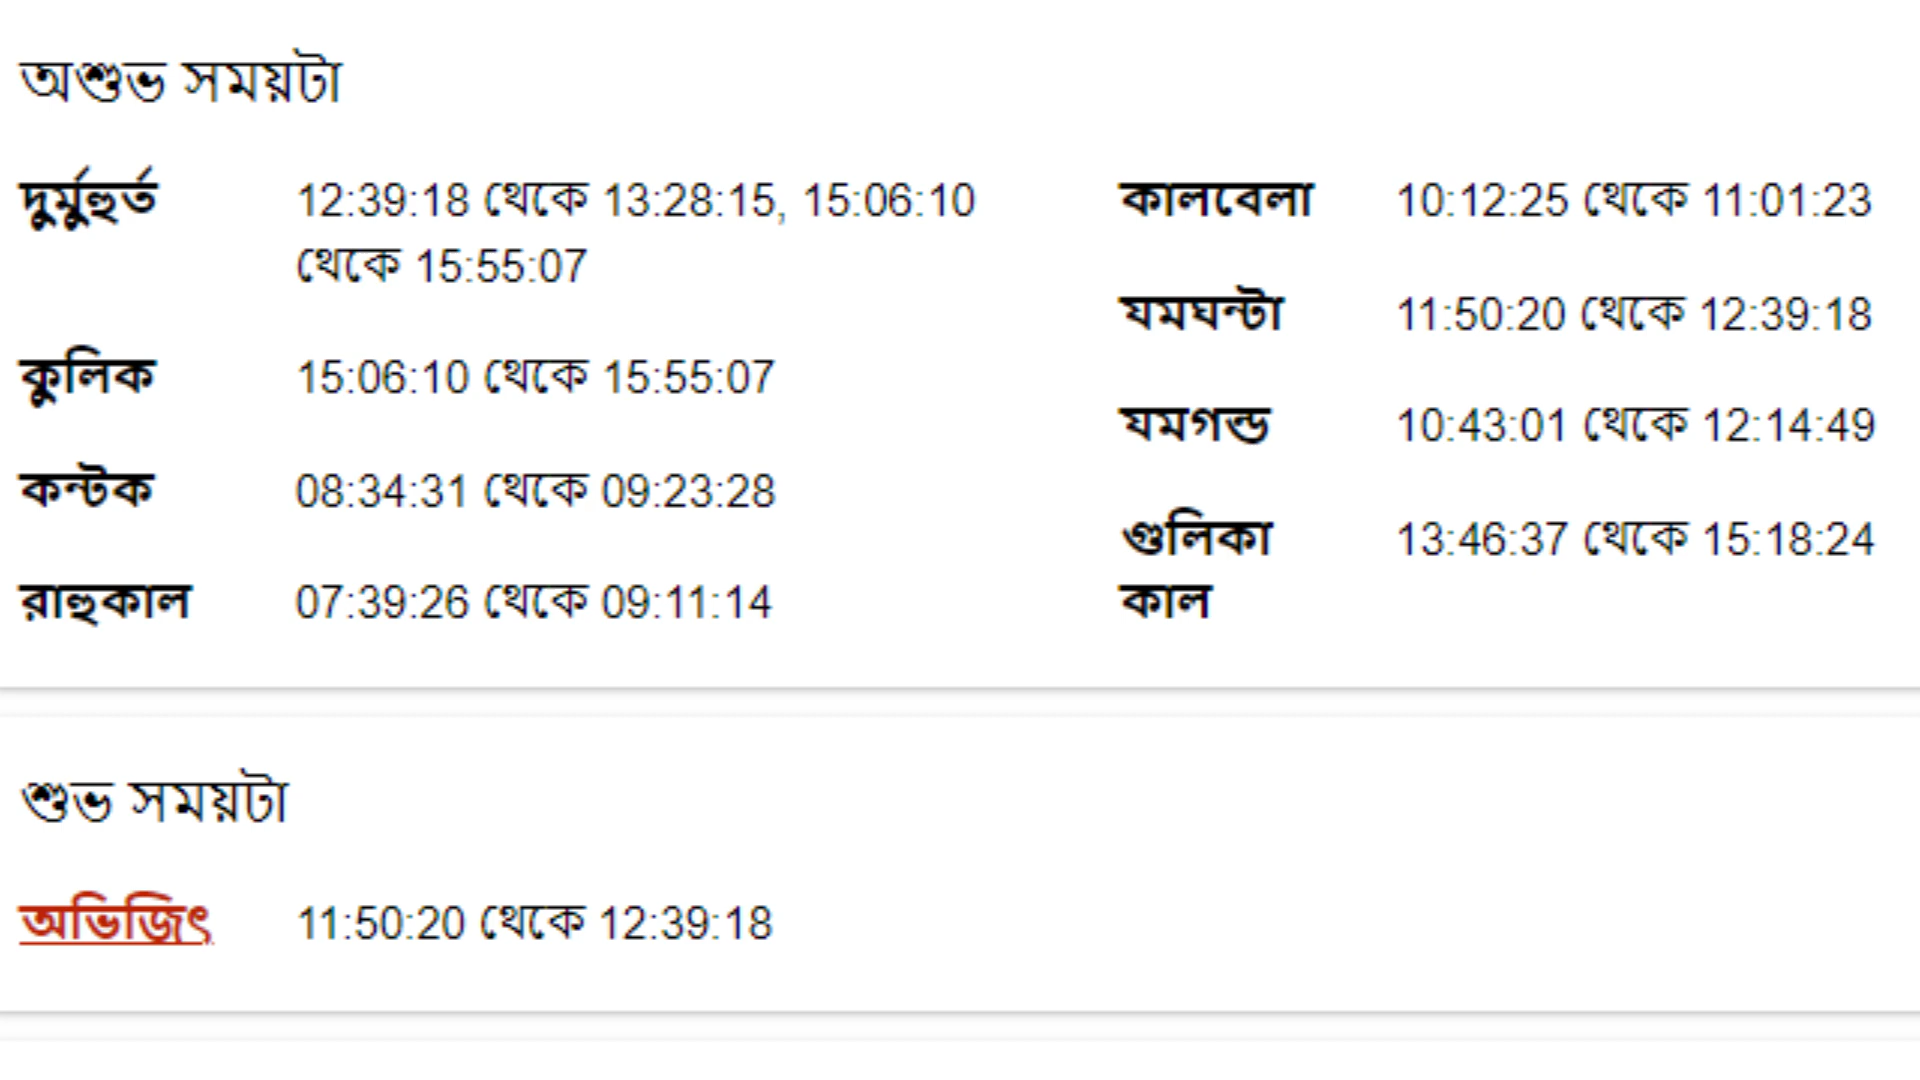 অশুভ সময়টা
দুর্মুহুর্ত 12:39:18 থেকে 13:28:15, 15:06:10
থেকে 15:55:07
কুলিক 15:06:10 থেকে 15:55:07
কন্টক 08:34:31 থেকে 09:23:28
রাহুকাল 07:39:26 থেকে 09:11:14
কালবেলা 10:12:25 থেকে 11:01:23
যমঘন্টা 11:50:20 থেকে 12:39:18
যমগন্ড 10:43:01 থেকে 12:14:49
গুলিকা 13:46:37 থেকে 15:18:24
কাল
শুভ সময়টা
অভিজিৎ 11:50:20 থেকে 12:39:18